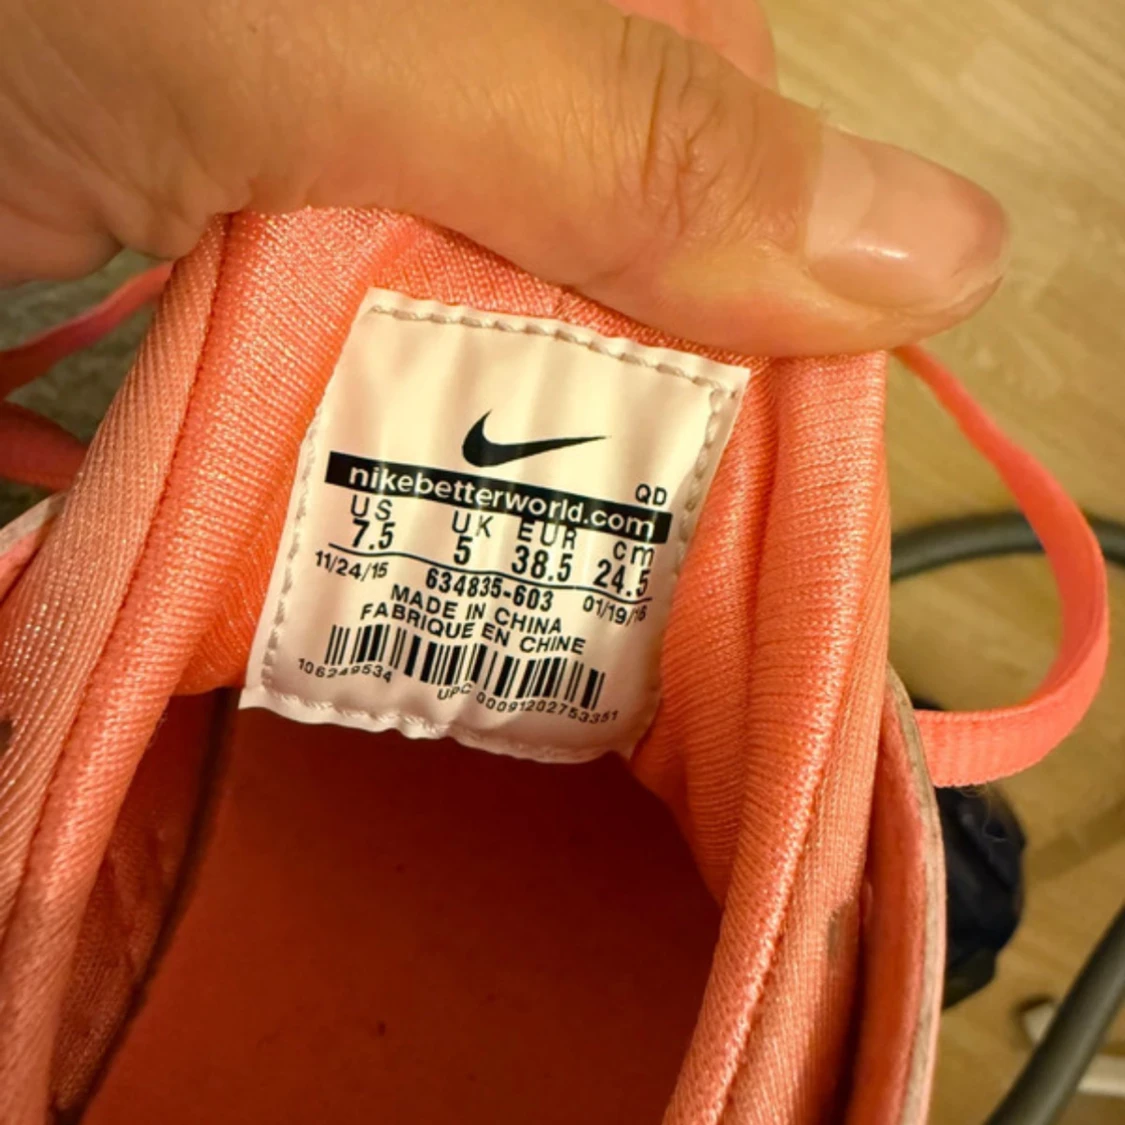 nikebetterworld.com QD
US UK EUR cm
7.5 5 38.5 24.5
11/24/15 634835-603 01/19/16
MADE IN CHINA
FABRIQUE EN CHINE
106249534 UPC 00091202753351